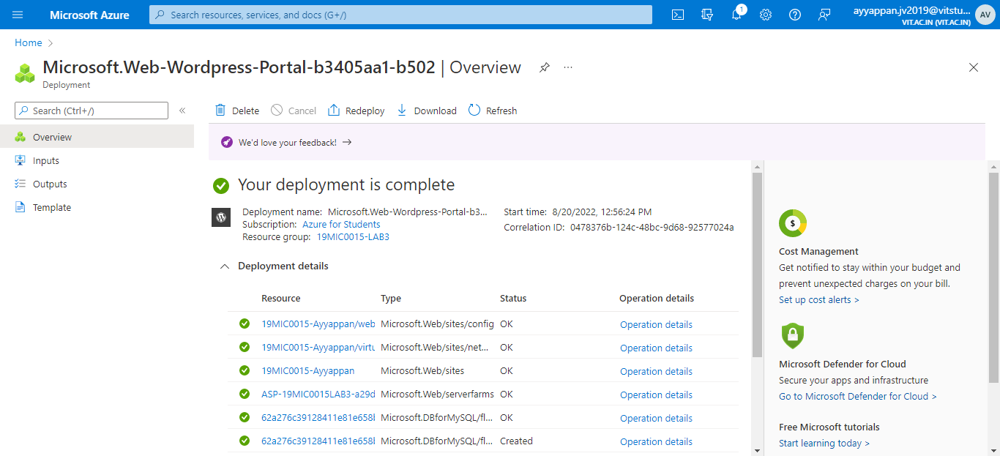 Microsoft Azure
Search resources, services, and docs (G+/)
1
ayyappan.jv2019@vitstu...
VIT.AC.IN (VIT.AC.IN)
AV
Home >
Microsoft.Web-Wordpress-Portal-b3405aa1-b502 | Overview
...
Deployment
Search (Ctrl+/)
«
Overview
Inputs
Outputs
Template
Delete
Cancel
Redeploy
Download
Refresh
We'd love your feedback! →
Your deployment is complete
Deployment name: Microsoft.Web-Wordpress-Portal-b3...
Subscription: Azure for Students
Resource group: 19MIC0015-LAB3
Start time: 8/20/2022, 12:56:24 PM
Correlation ID: 0478376b-124c-48bc-9d68-92577024a
Deployment details
Resource Type Status Operation details
19MIC0015-Ayyappan/web Microsoft.Web/sites/config OK Operation details
19MIC0015-Ayyappan/virtu Microsoft.Web/sites/net... OK Operation details
19MIC0015-Ayyappan Microsoft.Web/sites OK Operation details
ASP-19MIC0015LAB3-a29d Microsoft.Web/serverfarms OK Operation details
62a276c39128411e81e658b Microsoft.DBforMySQL/fl... OK Operation details
62a276c39128411e81e658b Microsoft.DBforMySQL/fl... Created Operation details
$
Cost Management
Get notified to stay within your budget and
prevent unexpected charges on your bill.
Set up cost alerts >
Microsoft Defender for Cloud
Secure your apps and infrastructure
Go to Microsoft Defender for Cloud >
Free Microsoft tutorials
Start learning today >